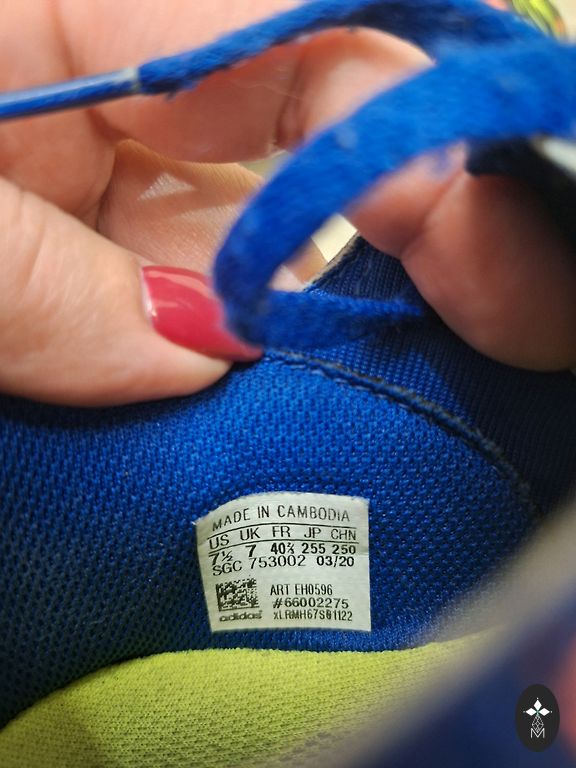 MADE IN CAMBODIA
US UK FR JP CHN
7½ 7 40⅔ 255 250
SGC 753002 03/20
ART EH0596
#66002275
adidas
M